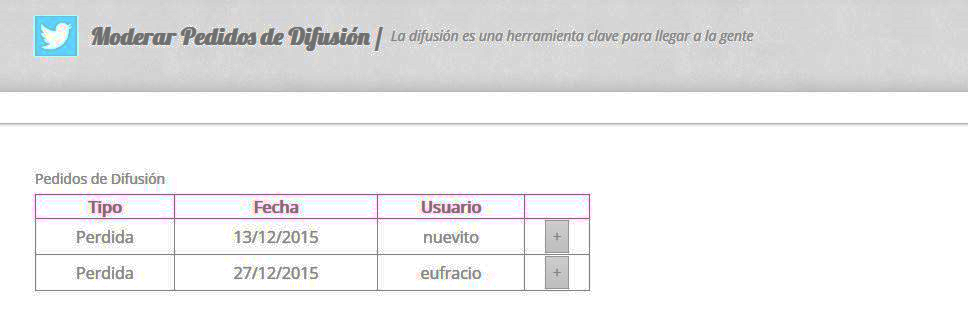 Moderar Pedidos de Difusión / La difusión es una herramienta clave para llegar a la gente
Pedidos de Difusión
Tipo Fecha Usuario
Perdida 13/12/2015 nuevito +
Perdida 27/12/2015 eufracio +